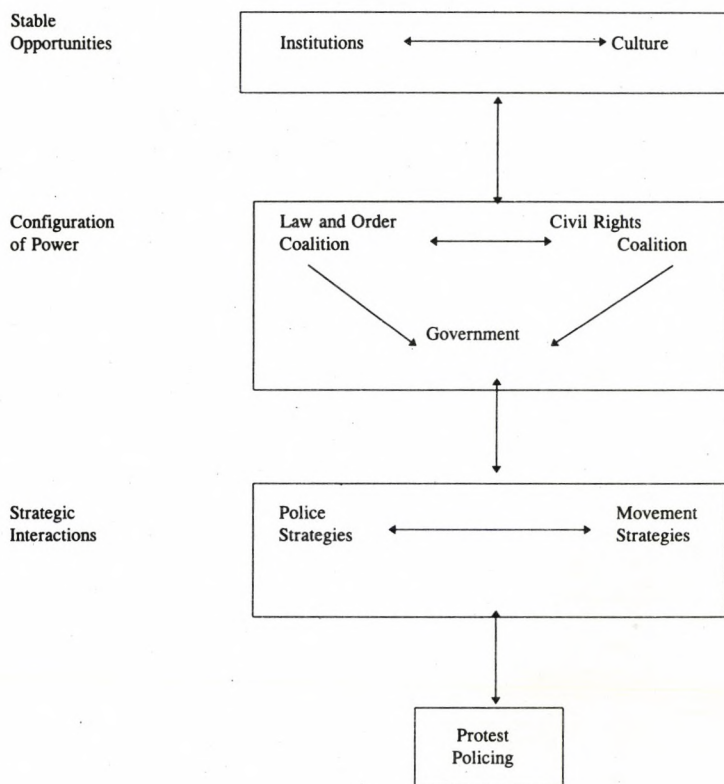 Stable
Opportunities
Institutions
Culture
Configuration
of Power
Law and Order
Coalition
Civil Rights
Coalition
Government
Strategic
Interactions
Police
Strategies
Movement
Strategies
Protest
Policing